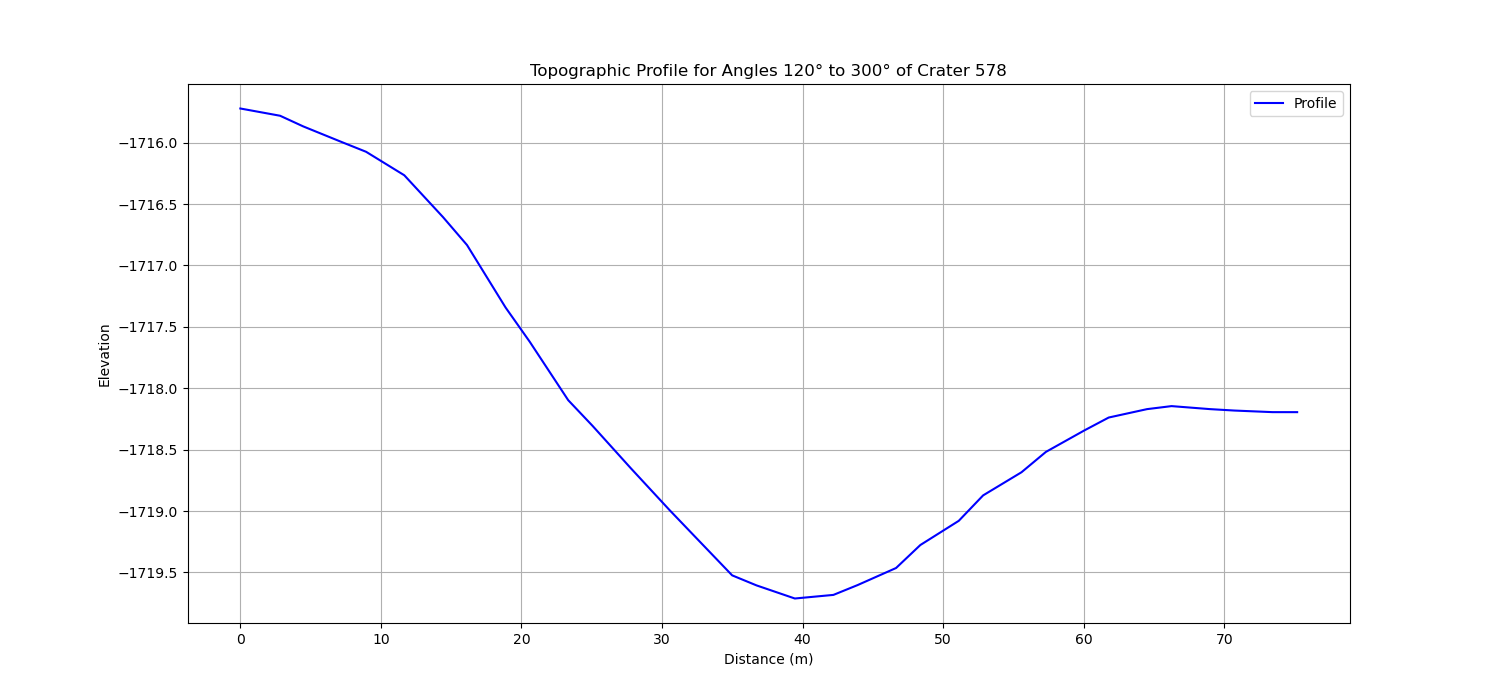 Topographic Profile for Angles 120° to 300° of Crater 578
Profile
−1716.0
−1716.5
−1717.0
−1717.5
−1718.0
−1718.5
−1719.0
−1719.5
Elevation
0 10 20 30 40 50 60 70
Distance (m)